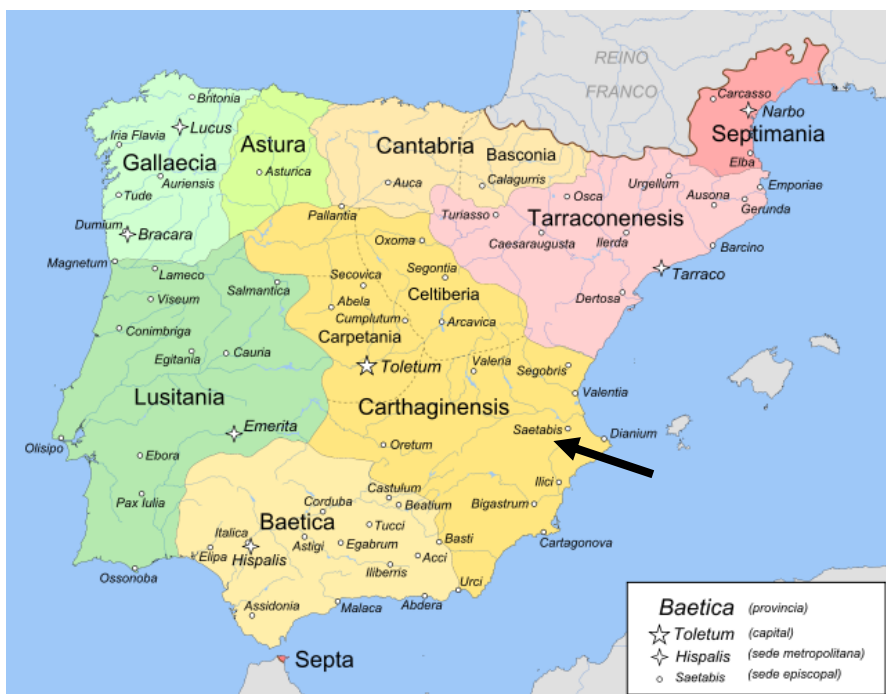 REINO
FRANCO
Carcasso
Narbo
Septimania
Elba
Britonia
Iria Flavia
Lucus
Gallaecia
Auriensis
Tude
Dumium
Bracara
Magnetum
Astura
Asturica
Cantabria
Basconia
Auca
Calagurris
Pallantia
Urgellum
Osca
Ausona
Emporiae
Gerunda
Turiasso
Tarraconenesis
Caesaraugusta
Ilerda
Barcino
Tarraco
Dertosa
Oxoma
Secovica
Segontia
Celtiberia
Abela
Cumplutum
Arcavica
Carpetania
Toletum
Valeria
Segobris
Valentia
Carthaginensis
Saetabis
Dianium
Oretum
Ilici
Bigastrum
Cartagonova
Lameco
Salmantica
Viseum
Conimbriga
Egitania
Cauria
Lusitania
Emerita
Olisipo
Ebora
Pax Iulia
Ossonoba
Castulum
Corduba
Beatium
Baetica
Italica
Tucci
Astigi
Egabrum
Basti
Elipa
Hispalis
Acci
Iliberris
Urci
Abdera
Malaca
Assidonia
Septa
Baetica (provincia)
Toletum (capital)
Hispalis (sede metropolitana)
Saetabis (sede episcopal)